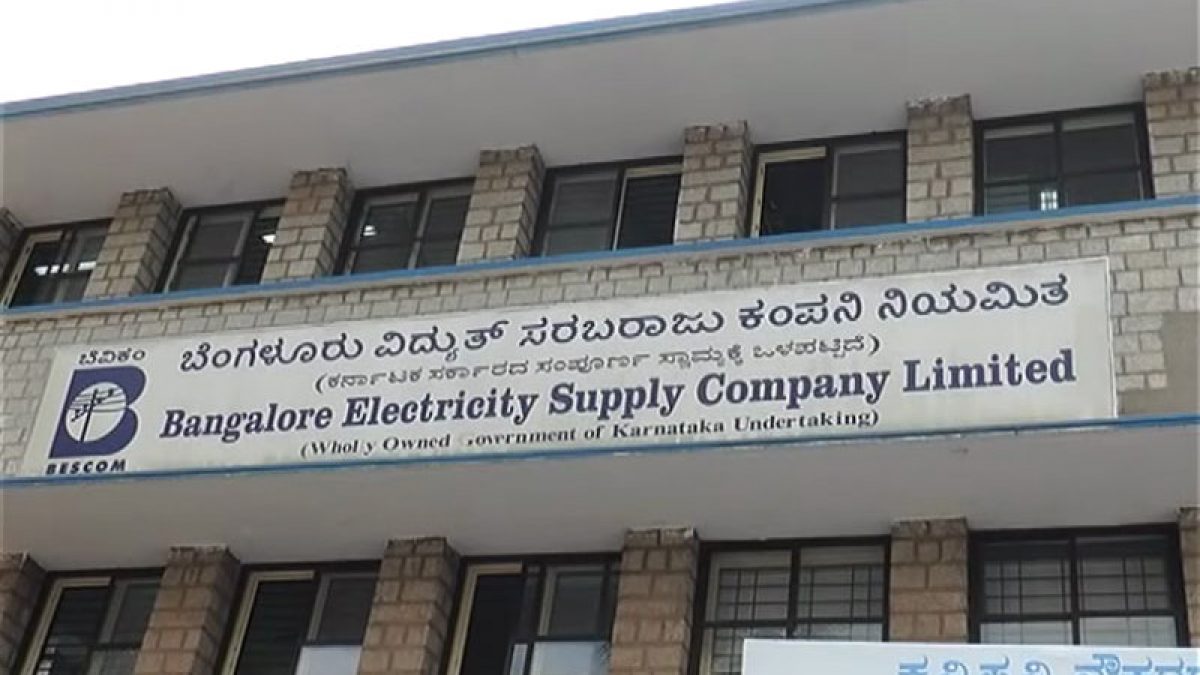 ಬೆವಿಕಂ
BESCOM
ಬೆಂಗಳೂರು ವಿದ್ಯುತ್ ಸರಬರಾಜು ಕಂಪನಿ ನಿಯಮಿತ
(ಕರ್ನಾಟಕ ಸರ್ಕಾರದ ಸಂಪೂರ್ಣ ಸ್ವಾಮ್ಯಕ್ಕೆ ಒಳಪಟ್ಟಿದೆ)
Bangalore Electricity Supply Company Limited
(Wholly Owned Government of Karnataka Undertaking)